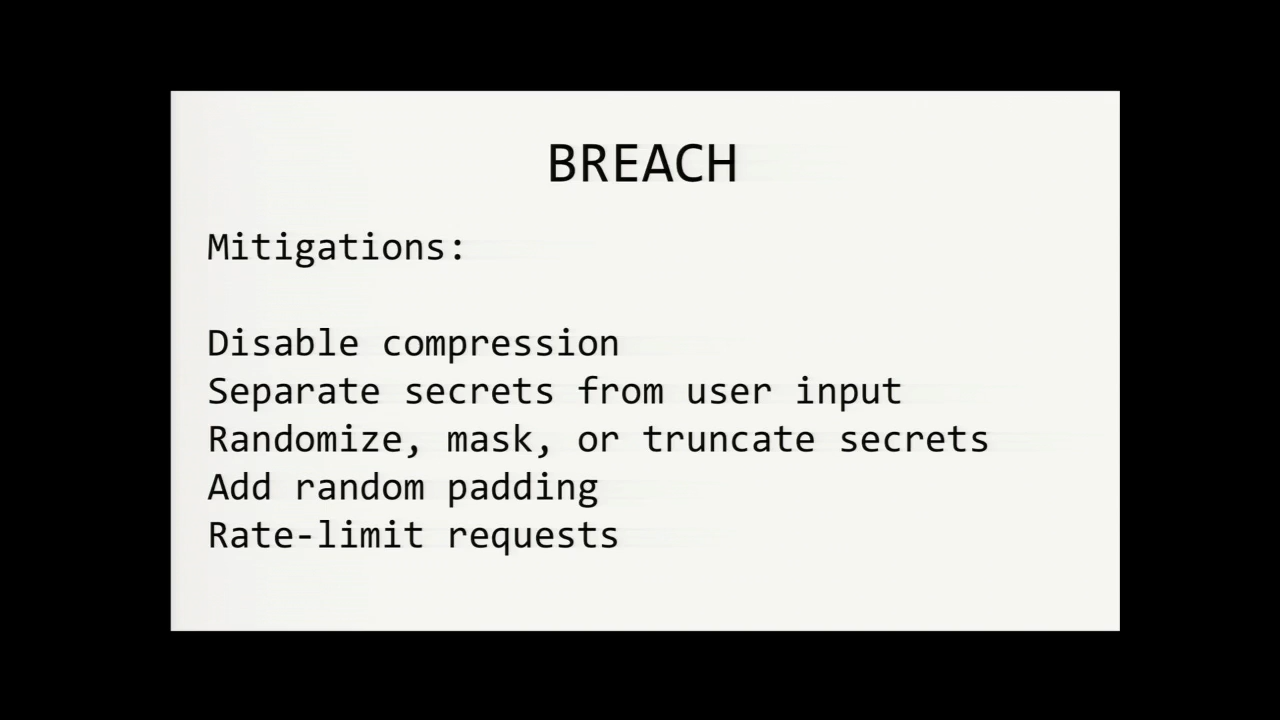 BREACH
Mitigations:
Disable compression
Separate secrets from user input
Randomize, mask, or truncate secrets
Add random padding
Rate-limit requests